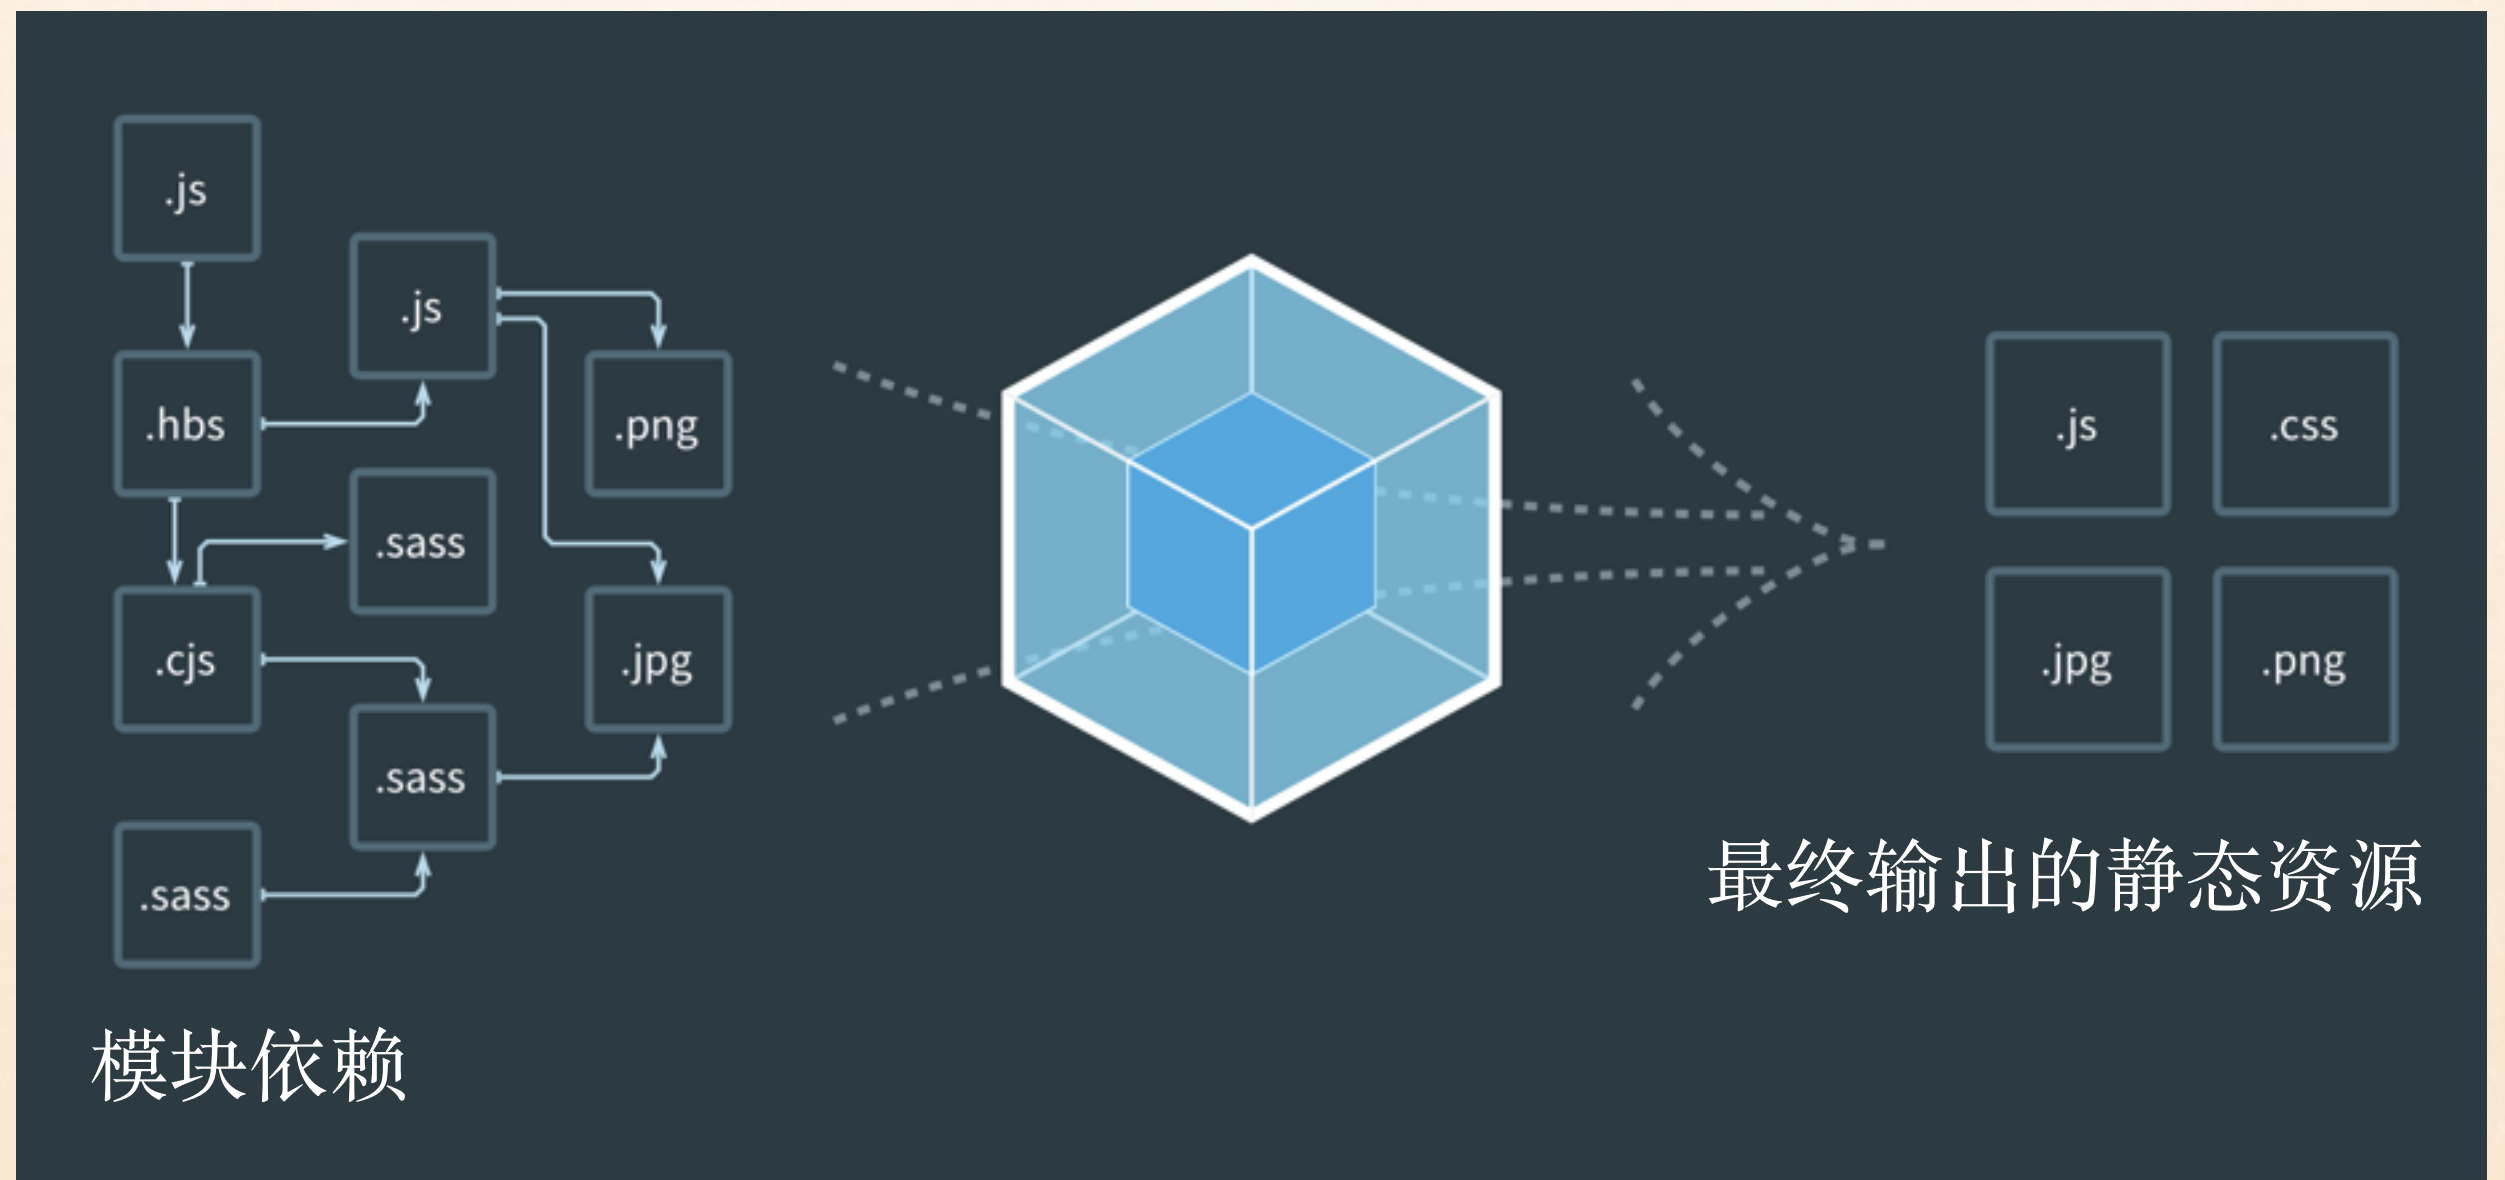 .js
.js
.hbs
.png
.sass
.cjs
.jpg
.sass
.sass
模块依赖
.js
.css
.jpg
.png
最终输出的静态资源